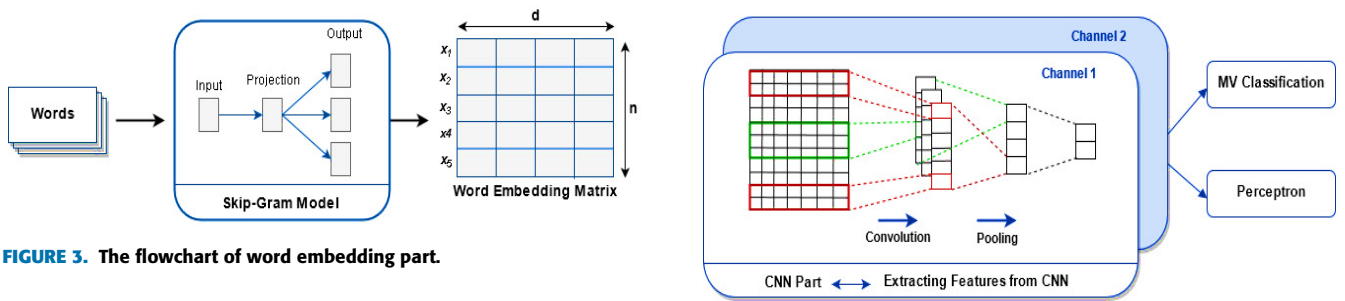 Words
Input
Projection
Output
Skip-Gram Model
d
x1
x2
x3
x4
x5
n
Word Embedding Matrix
FIGURE 3. The flowchart of word embedding part.
Channel 2
Channel 1
Convolution
Pooling
CNN Part
Extracting Features from CNN
MV Classification
Perceptron